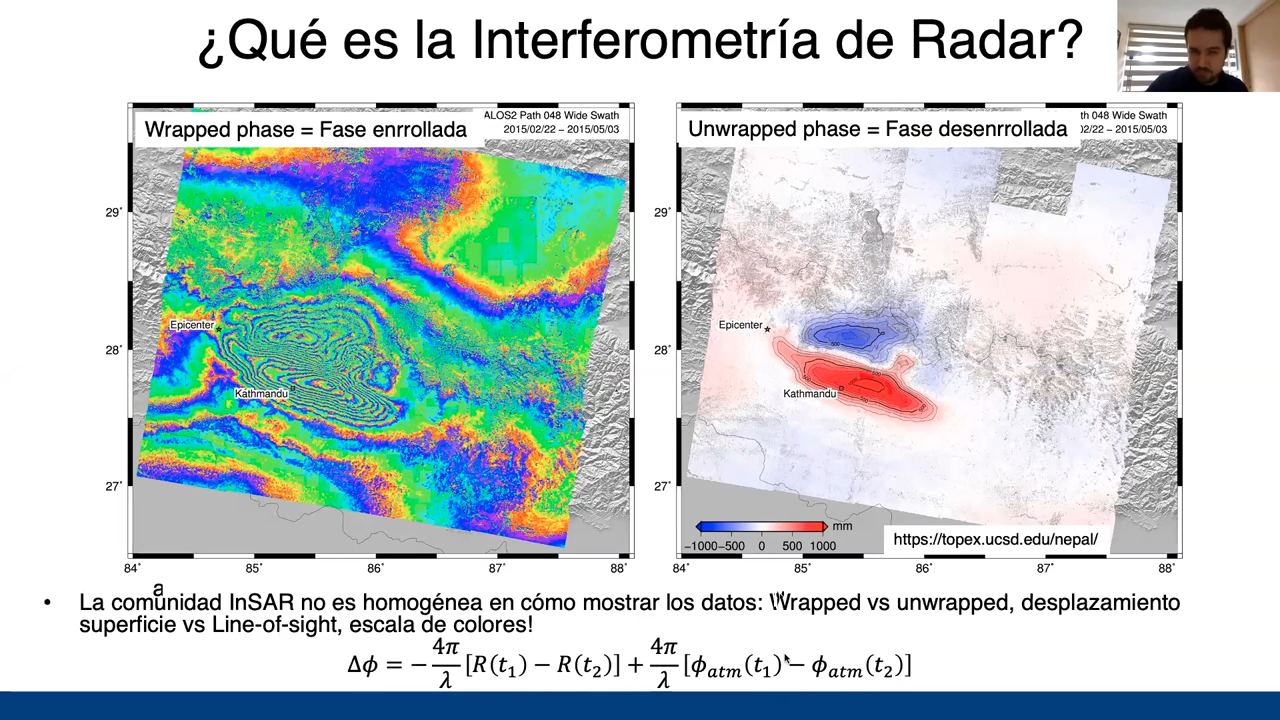 ¿Qué es la Interferometría de Radar?
Wrapped phase = Fase enrrollada
ALOS2 Path 048 Wide Swath
2015/02/22 − 2015/05/03
29˚
28˚
27˚
84˚
85˚
86˚
87˚
88˚
Epicenter
Kathmandu
Unwrapped phase = Fase desenrrollada
th 048 Wide Swath
02/22 − 2015/05/03
29˚
28˚
27˚
84˚
85˚
86˚
87˚
88˚
Epicenter
Kathmandu
mm
−1000 −500 0 500 1000
https://topex.ucsd.edu/nepal/
a
• La comunidad InSAR no es homogénea en cómo mostrar los datos: Wrapped vs unwrapped, desplazamiento
superficie vs Line-of-sight, escala de colores!
Δϕ = −4π/λ [R(t₁) − R(t₂)] + 4π/λ [ϕatm(t₁) − ϕatm(t₂)]